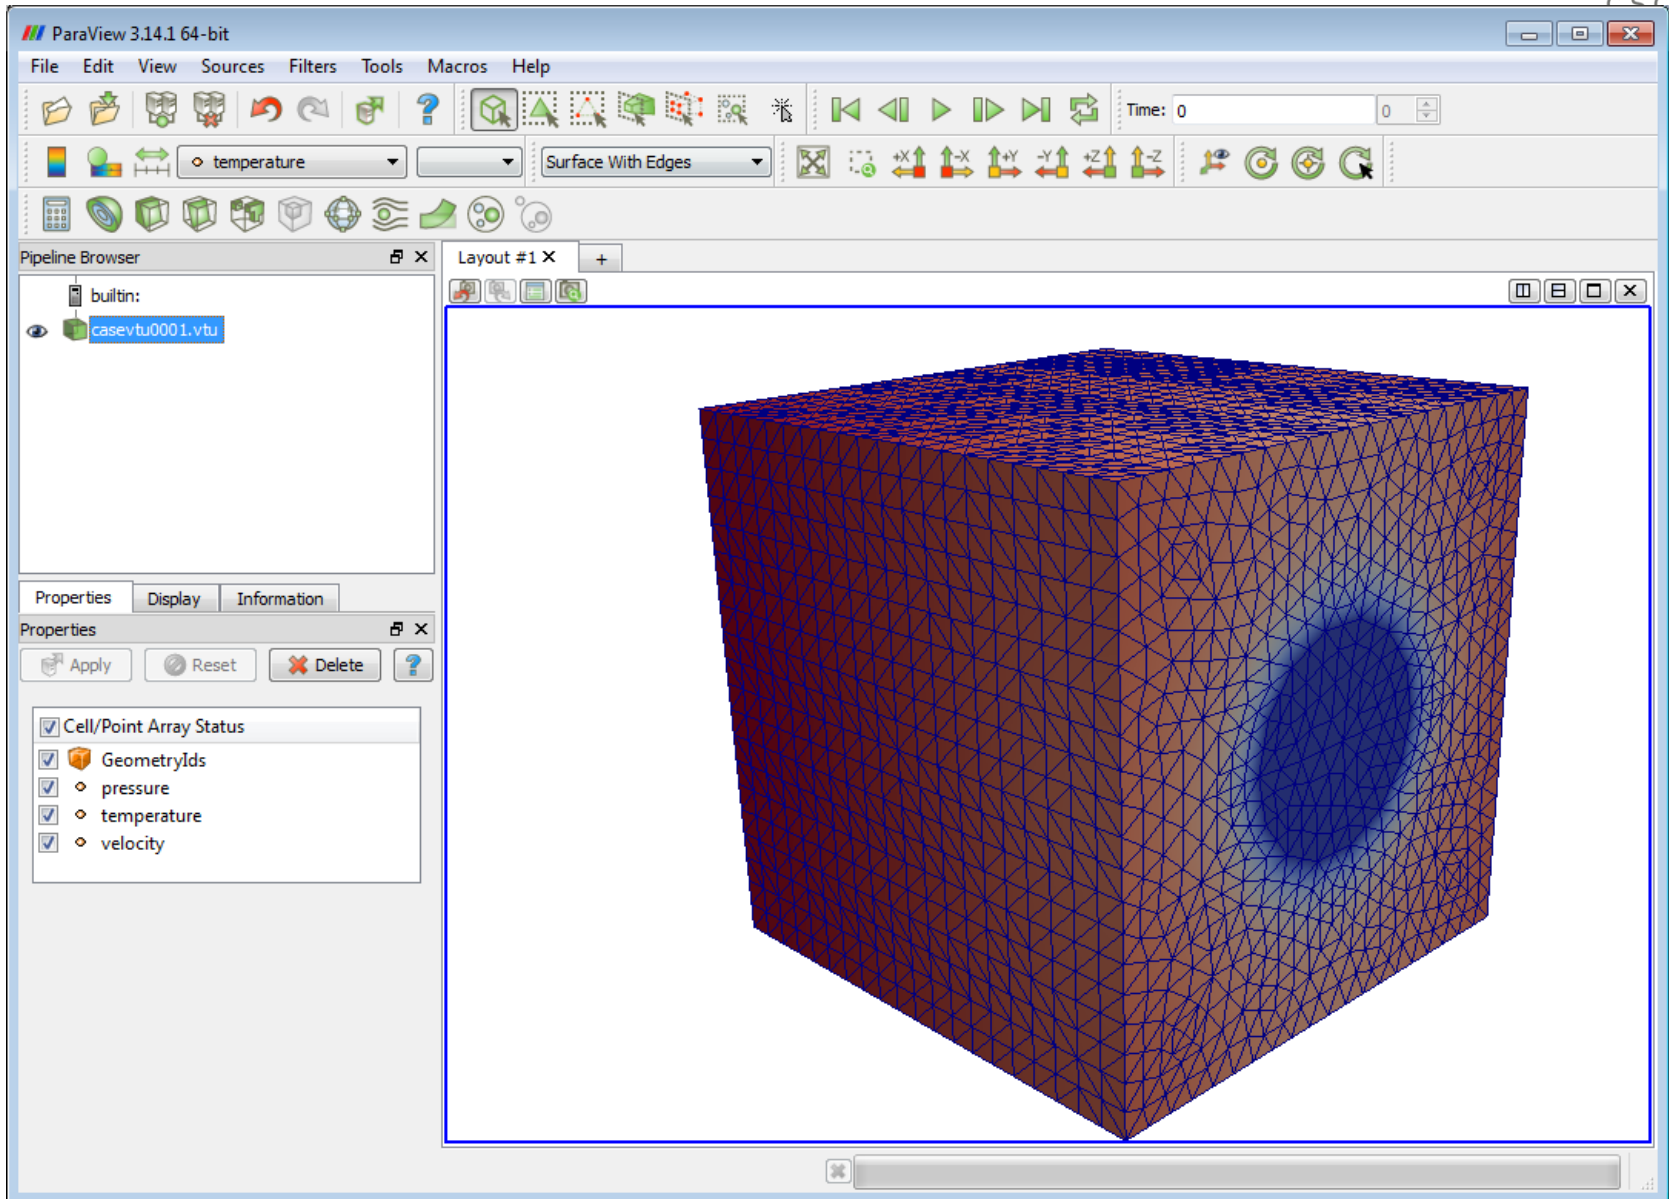 ParaView 3.14.1 64-bit
File Edit View Sources Filters Tools Macros Help
Time: 0 0
temperature Surface With Edges
+X -X +Y -Y +Z -Z
Pipeline Browser
Layout #1
+
builtin:
casevtu0001.vtu
Properties Display Information
Properties
Apply Reset Delete ?
Cell/Point Array Status
GeometryIds
pressure
temperature
velocity